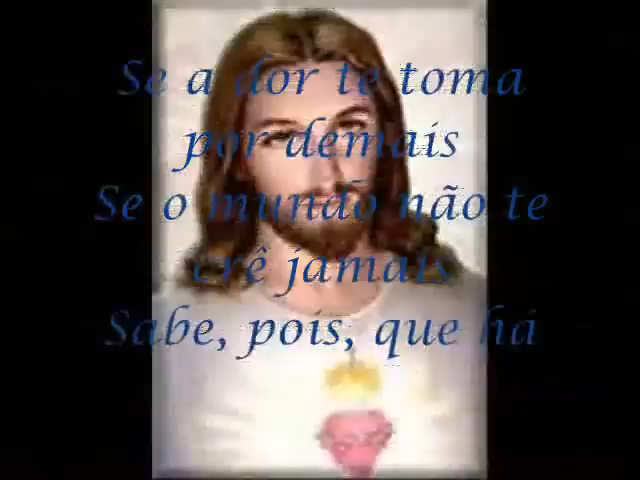 Se a dor te toma
por demais
Se o mundo não te
crê jamais
Sabe, pois, que há